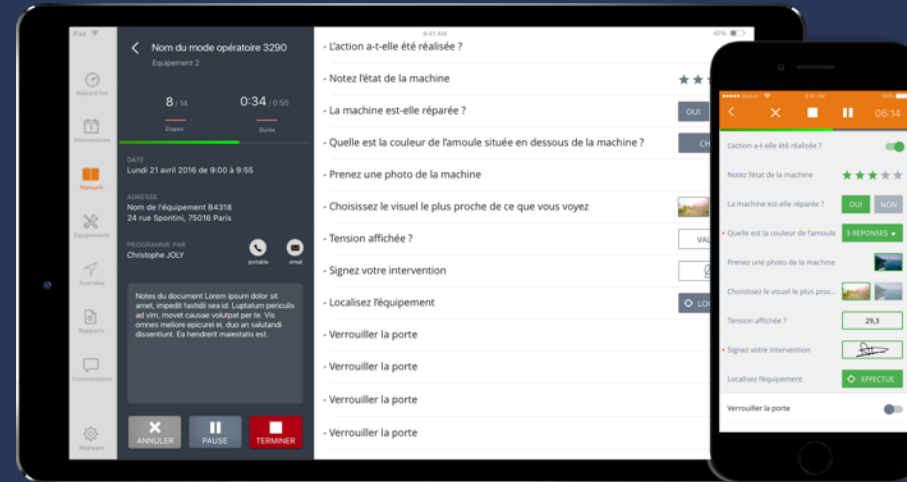 iPad
9:41 AM
42%
Aujourd'hui
Interventions
Manuels
Equipements
Tournées
Rapports
Commentaires
Réglages
Nom du mode opératoire 3290
Equipement 2
8 / 14
Etapes
0:34 / 0:55
Durée
DATE
Lundi 21 avril 2016 de 9:00 à 9:55
ADRESSE
Nom de l'équipement B4318
24 rue Spontini, 75016 Paris
PROGRAMME PAR
Christophe JOLY
portable
email
Notes du document Lorem ipsum dolor sit
amet, impedit fastidii sea id. Luptatum periculis
ad vim, movet causae volutpat per te. Vis
omnes meliore epicurei ei, duo an salutandi
dissentiunt. Ea hendrerit maiestatis est.
ANNULER
PAUSE
TERMINER
L'action a-t-elle été réalisée ?
Notez l'état de la machine
La machine est-elle réparée ?
OUI
Quelle est la couleur de l'amoule située en dessous de la machine ?
CH
Prenez une photo de la machine
Choisissez le visuel le plus proche de ce que vous voyez
Tension affichée ?
VAL
Signez votre intervention
Localisez l'équipement
LO
Verrouiller la porte
Verrouiller la porte
Verrouiller la porte
Verrouiller la porte
9:41 AM
100%
06:14
L'action a-t-elle été réalisée ?
Notez l'état de la machine
La machine est-elle réparée ?
OUI
NON
Quelle est la couleur de l'amoule
3 REPONSES
Prenez une photo de la machine
Choisissez le visuel le plus proc...
Tension affichée ?
29,3
Signez votre intervention
Localisez l'équipement
EFFECTUE
Verrouiller la porte